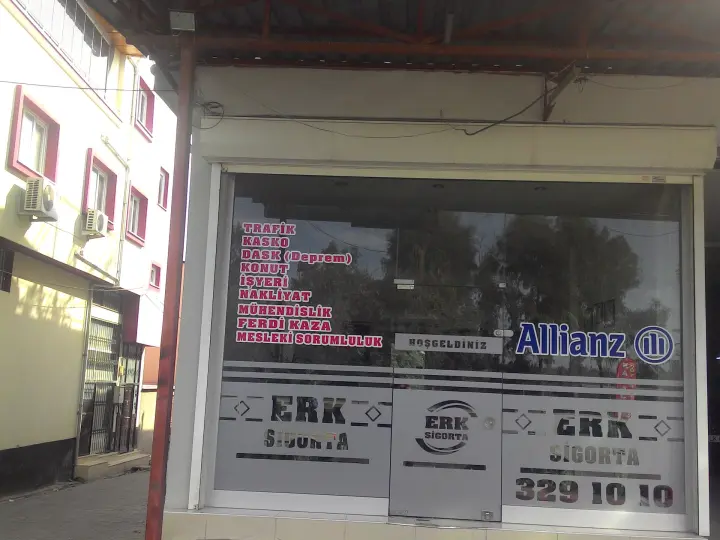 TRAFİK
KASKO
DASK (Deprem)
KONUT
İŞYERİ
NAKLİYAT
MÜHENDİSLİK
FERDİ KAZA
MESLEKİ SORUMLULUK
HOŞGELDİNİZ
Allianz
ERK
SİGORTA
ERK
SİGORTA
ERK
SİGORTA
329 10 10